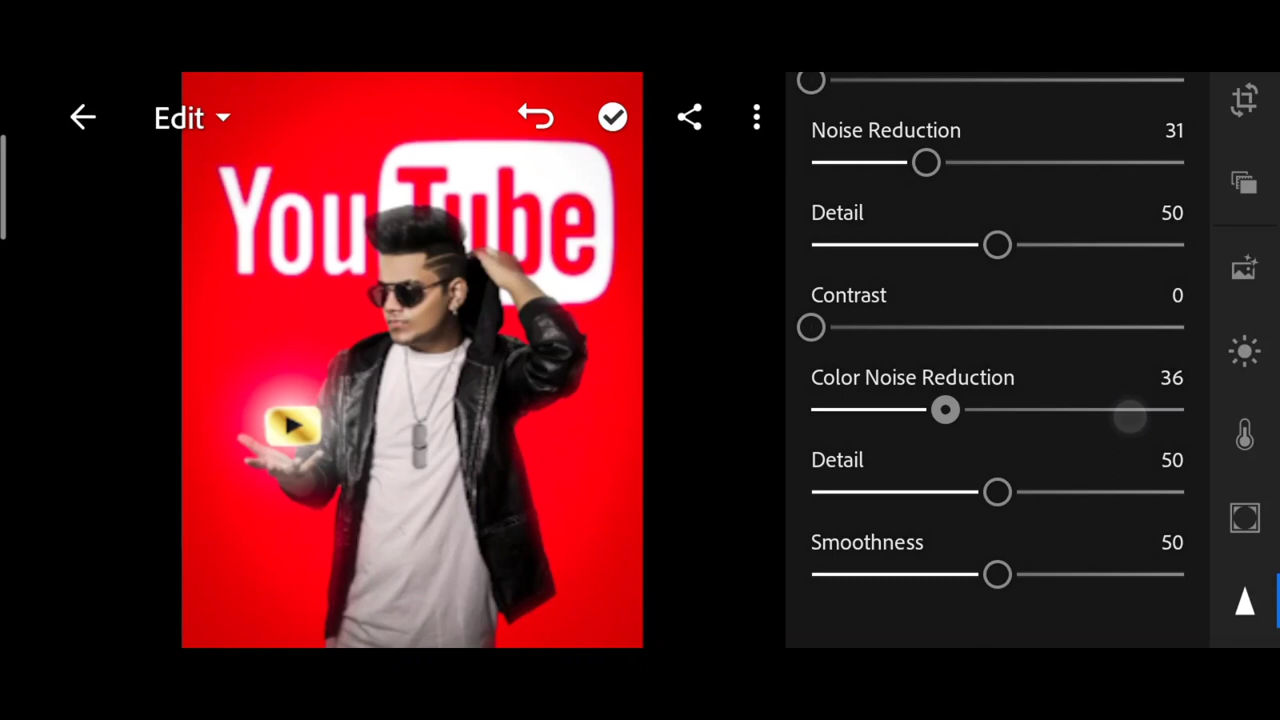 Edit
YouTube
Noise Reduction 31
Detail 50
Contrast 0
Color Noise Reduction 36
Detail 50
Smoothness 50